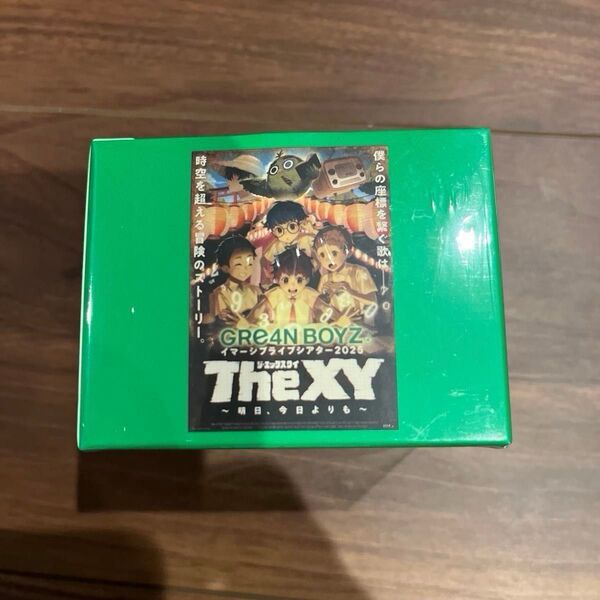 僕らの座標を繋ぐ歌は—。
時空を超える冒険のストーリー。
GRe4N BOYZ
イマーシブライブシアター2025
ジ・エックスワイ
The XY
～明日、今日よりも～